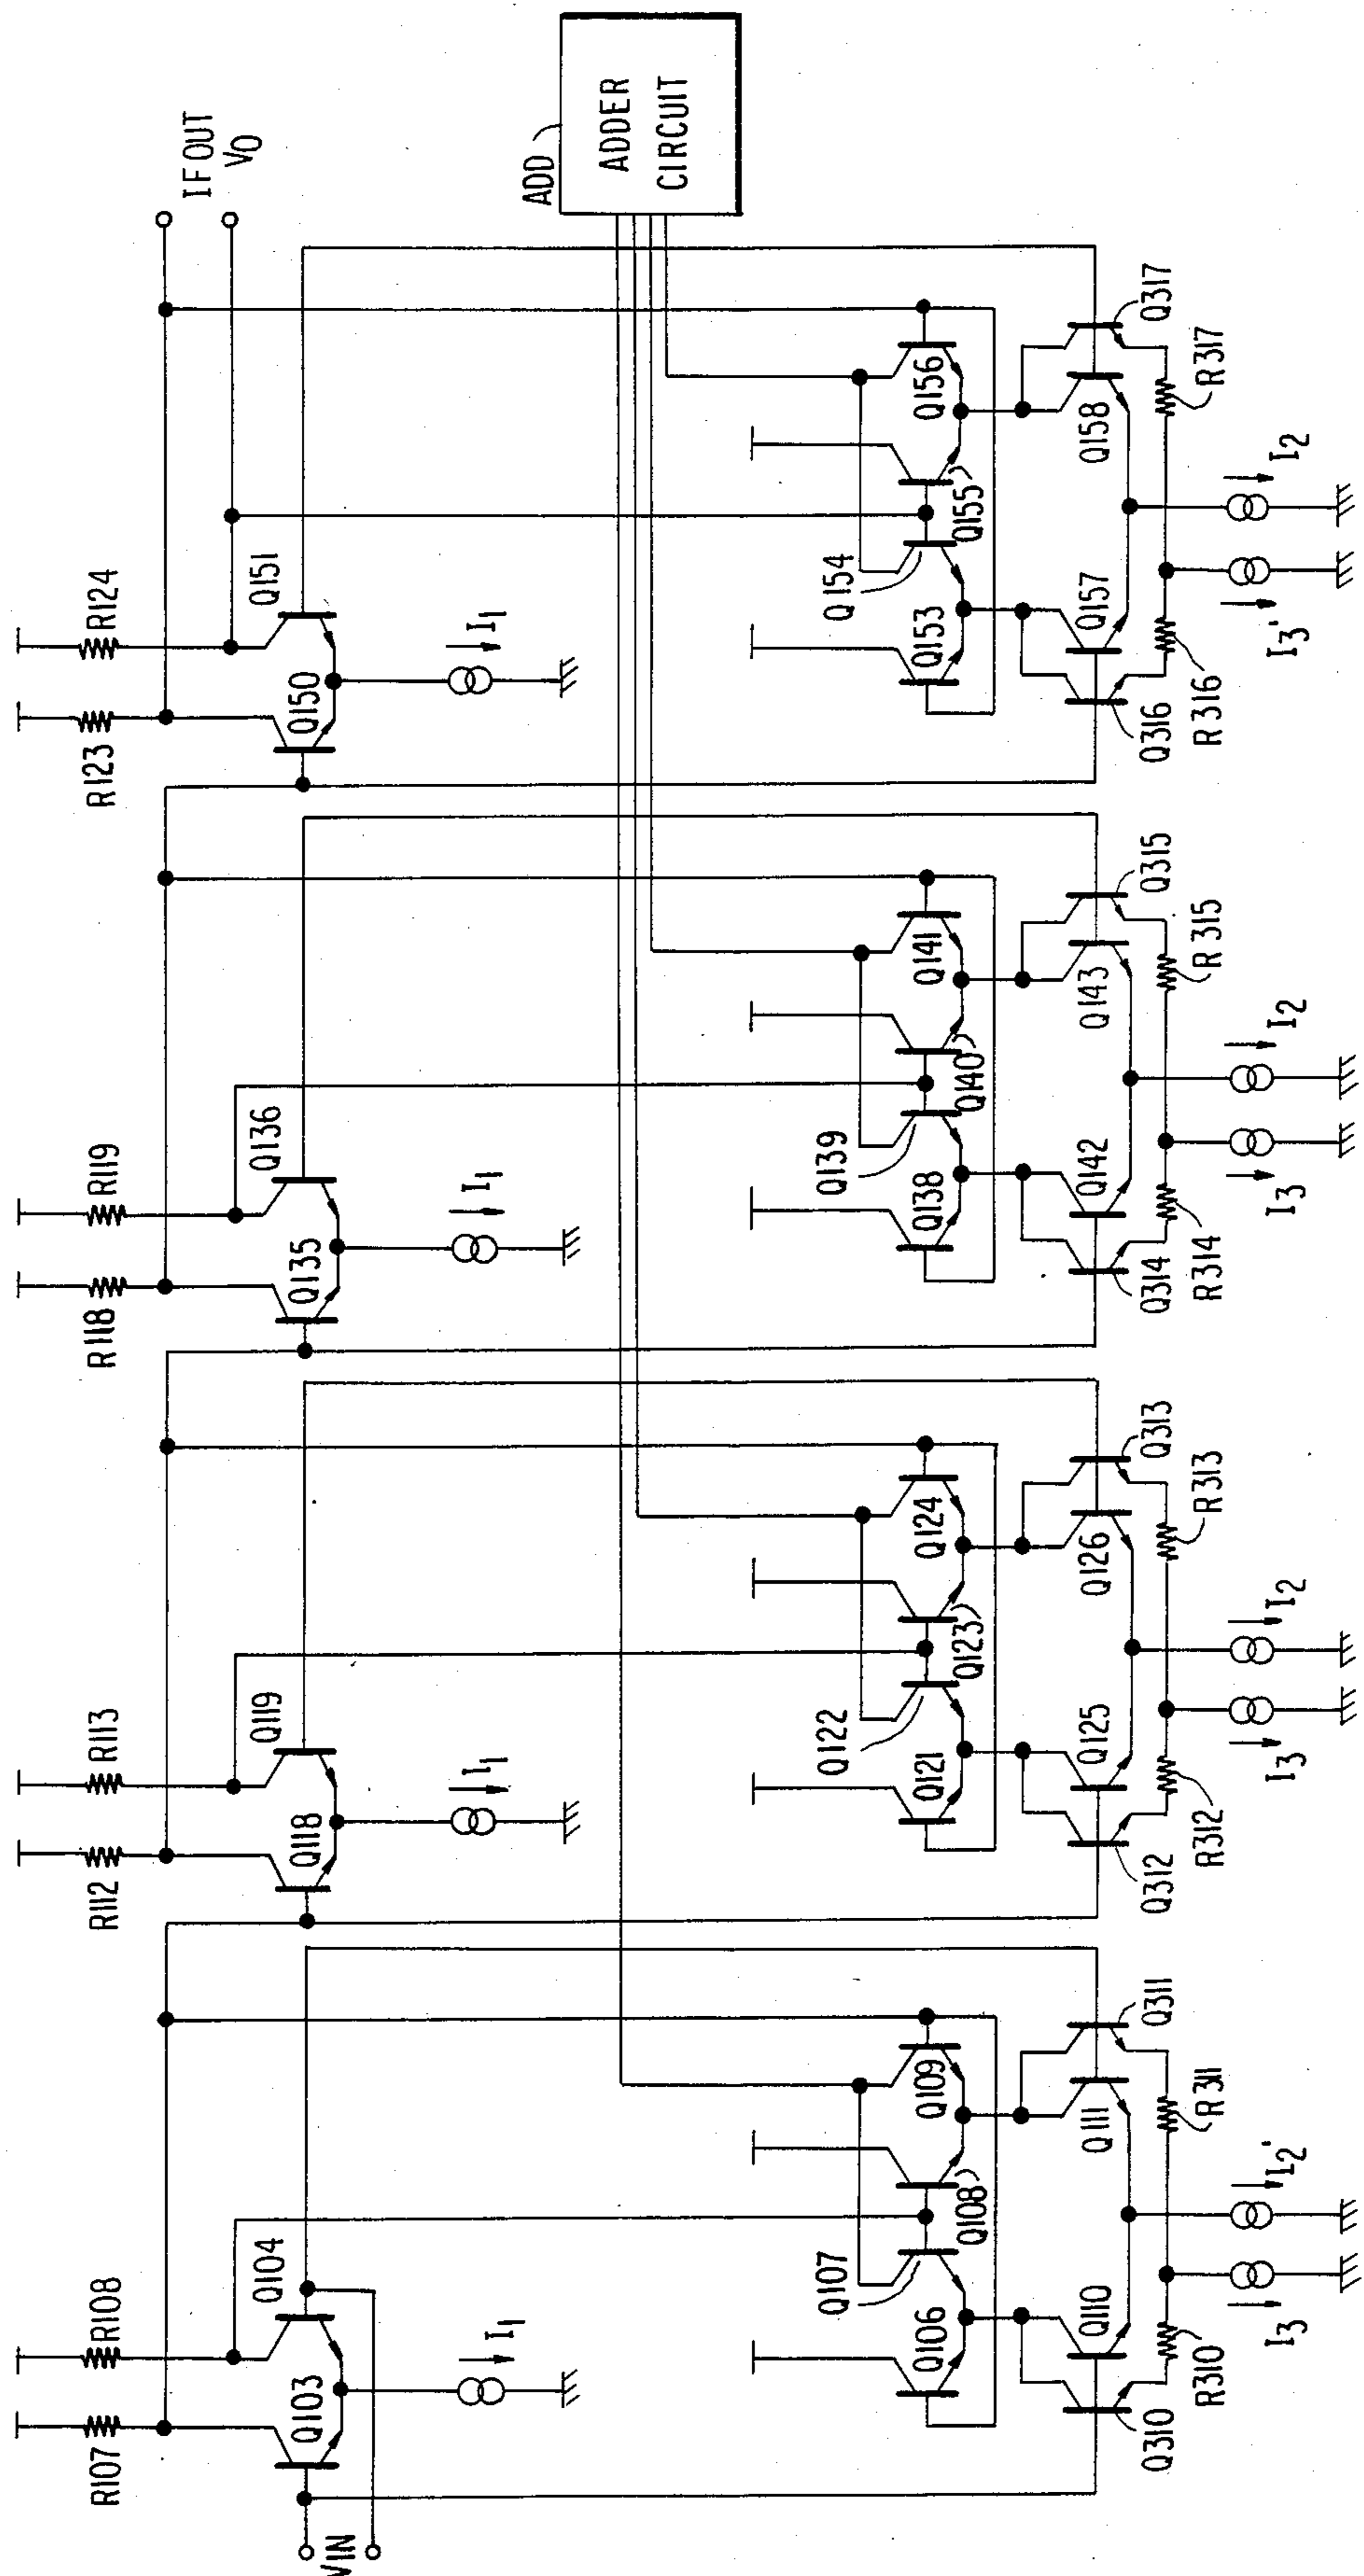 VIN
R107
R108
Q103
Q104
I1
R112
R113
Q118
Q119
I1
R118
R119
Q135
Q136
I1
R123
R124
Q150
Q151
I1
IF OUT
VO
ADD
ADDER
CIRCUIT
Q106
Q107
Q108
Q109
Q110
Q111
Q310
Q311
R310
R311
I3
I2'
Q121
Q122
Q123
Q124
Q125
Q126
Q312
Q313
R312
R313
I3
I2
Q138
Q139
Q140
Q141
Q142
Q143
Q314
Q315
R314
R315
I3
I2
Q153
Q154
Q155
Q156
Q157
Q158
Q316
Q317
R316
R317
I3'
I2